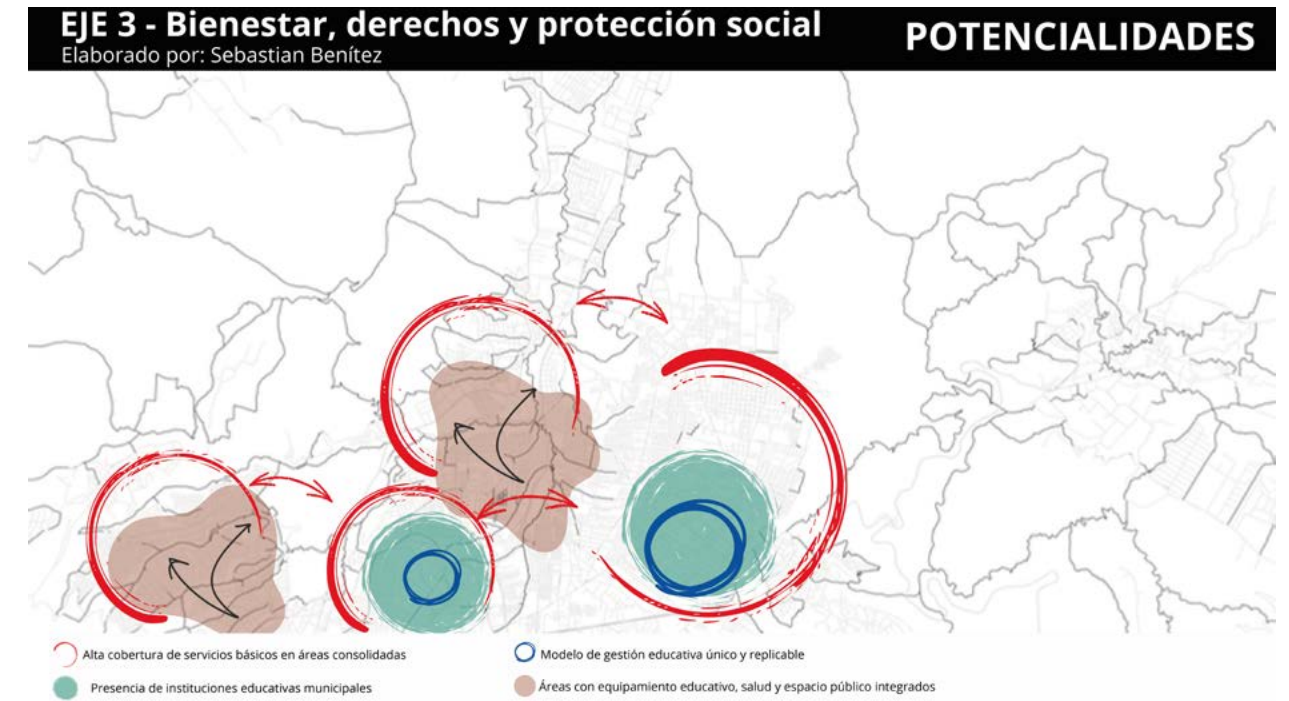 EJE 3 - Bienestar, derechos y protección social
Elaborado por: Sebastian Benítez
POTENCIALIDADES
Alta cobertura de servicios básicos en áreas consolidadas
Modelo de gestión educativa único y replicable
Presencia de instituciones educativas municipales
Áreas con equipamiento educativo, salud y espacio público integrados